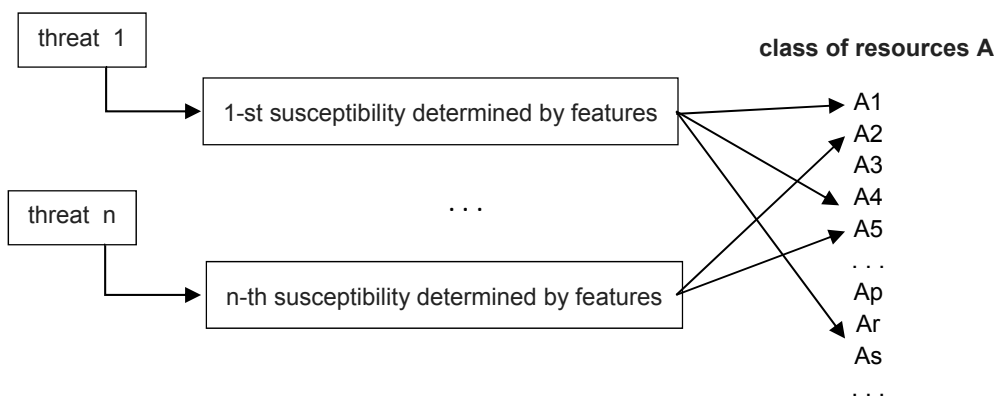 threat 1
class of resources A
1-st susceptibility determined by features
A1
A2
A3
A4
A5
. . .
Ap
Ar
As
. . .
. . .
threat n
n-th susceptibility determined by features